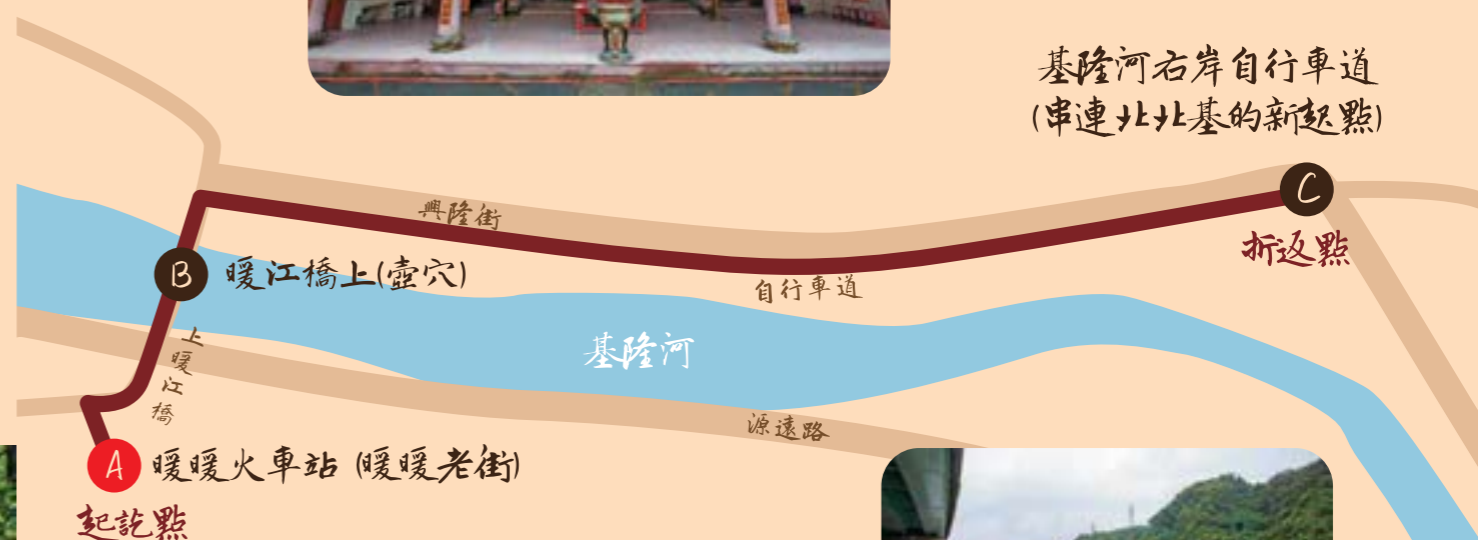 基隆河右岸自行車道
(串連北北基的新起點)
C
折返點
興隆街
自行車道
B
暖江橋上(壺穴)
上暖江橋
基隆河
源遠路
A
暖暖火車站 (暖暖老街)
起訖點